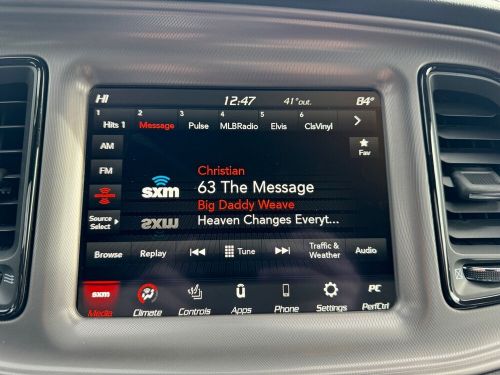 HI 12:47 41°out. 84°
1 2 3 4 5 6
Hits 1 Message Pulse MLBRadio Elvis ClsVinyl
AM
FM
Source Select
sxm
Christian
63 The Message
Big Daddy Weave
Heaven Changes Everyt...
Fav
Browse Replay Tune Traffic & Weather Audio
sxm PC
Media Climate Controls Apps Phone Settings PerfCtrl